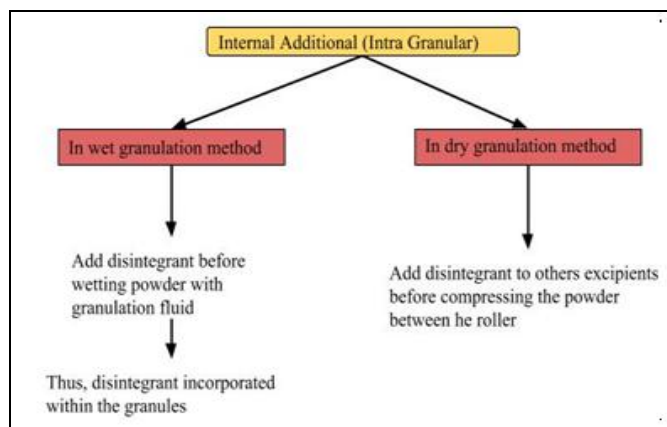 Internal Additional (Intra Granular)
In wet granulation method
In dry granulation method
Add disintegrant before
wetting powder with
granulation fluid
Add disintegrant to others excipients
before compressing the powder
between he roller
Thus, disintegrant incorporated
within the granules